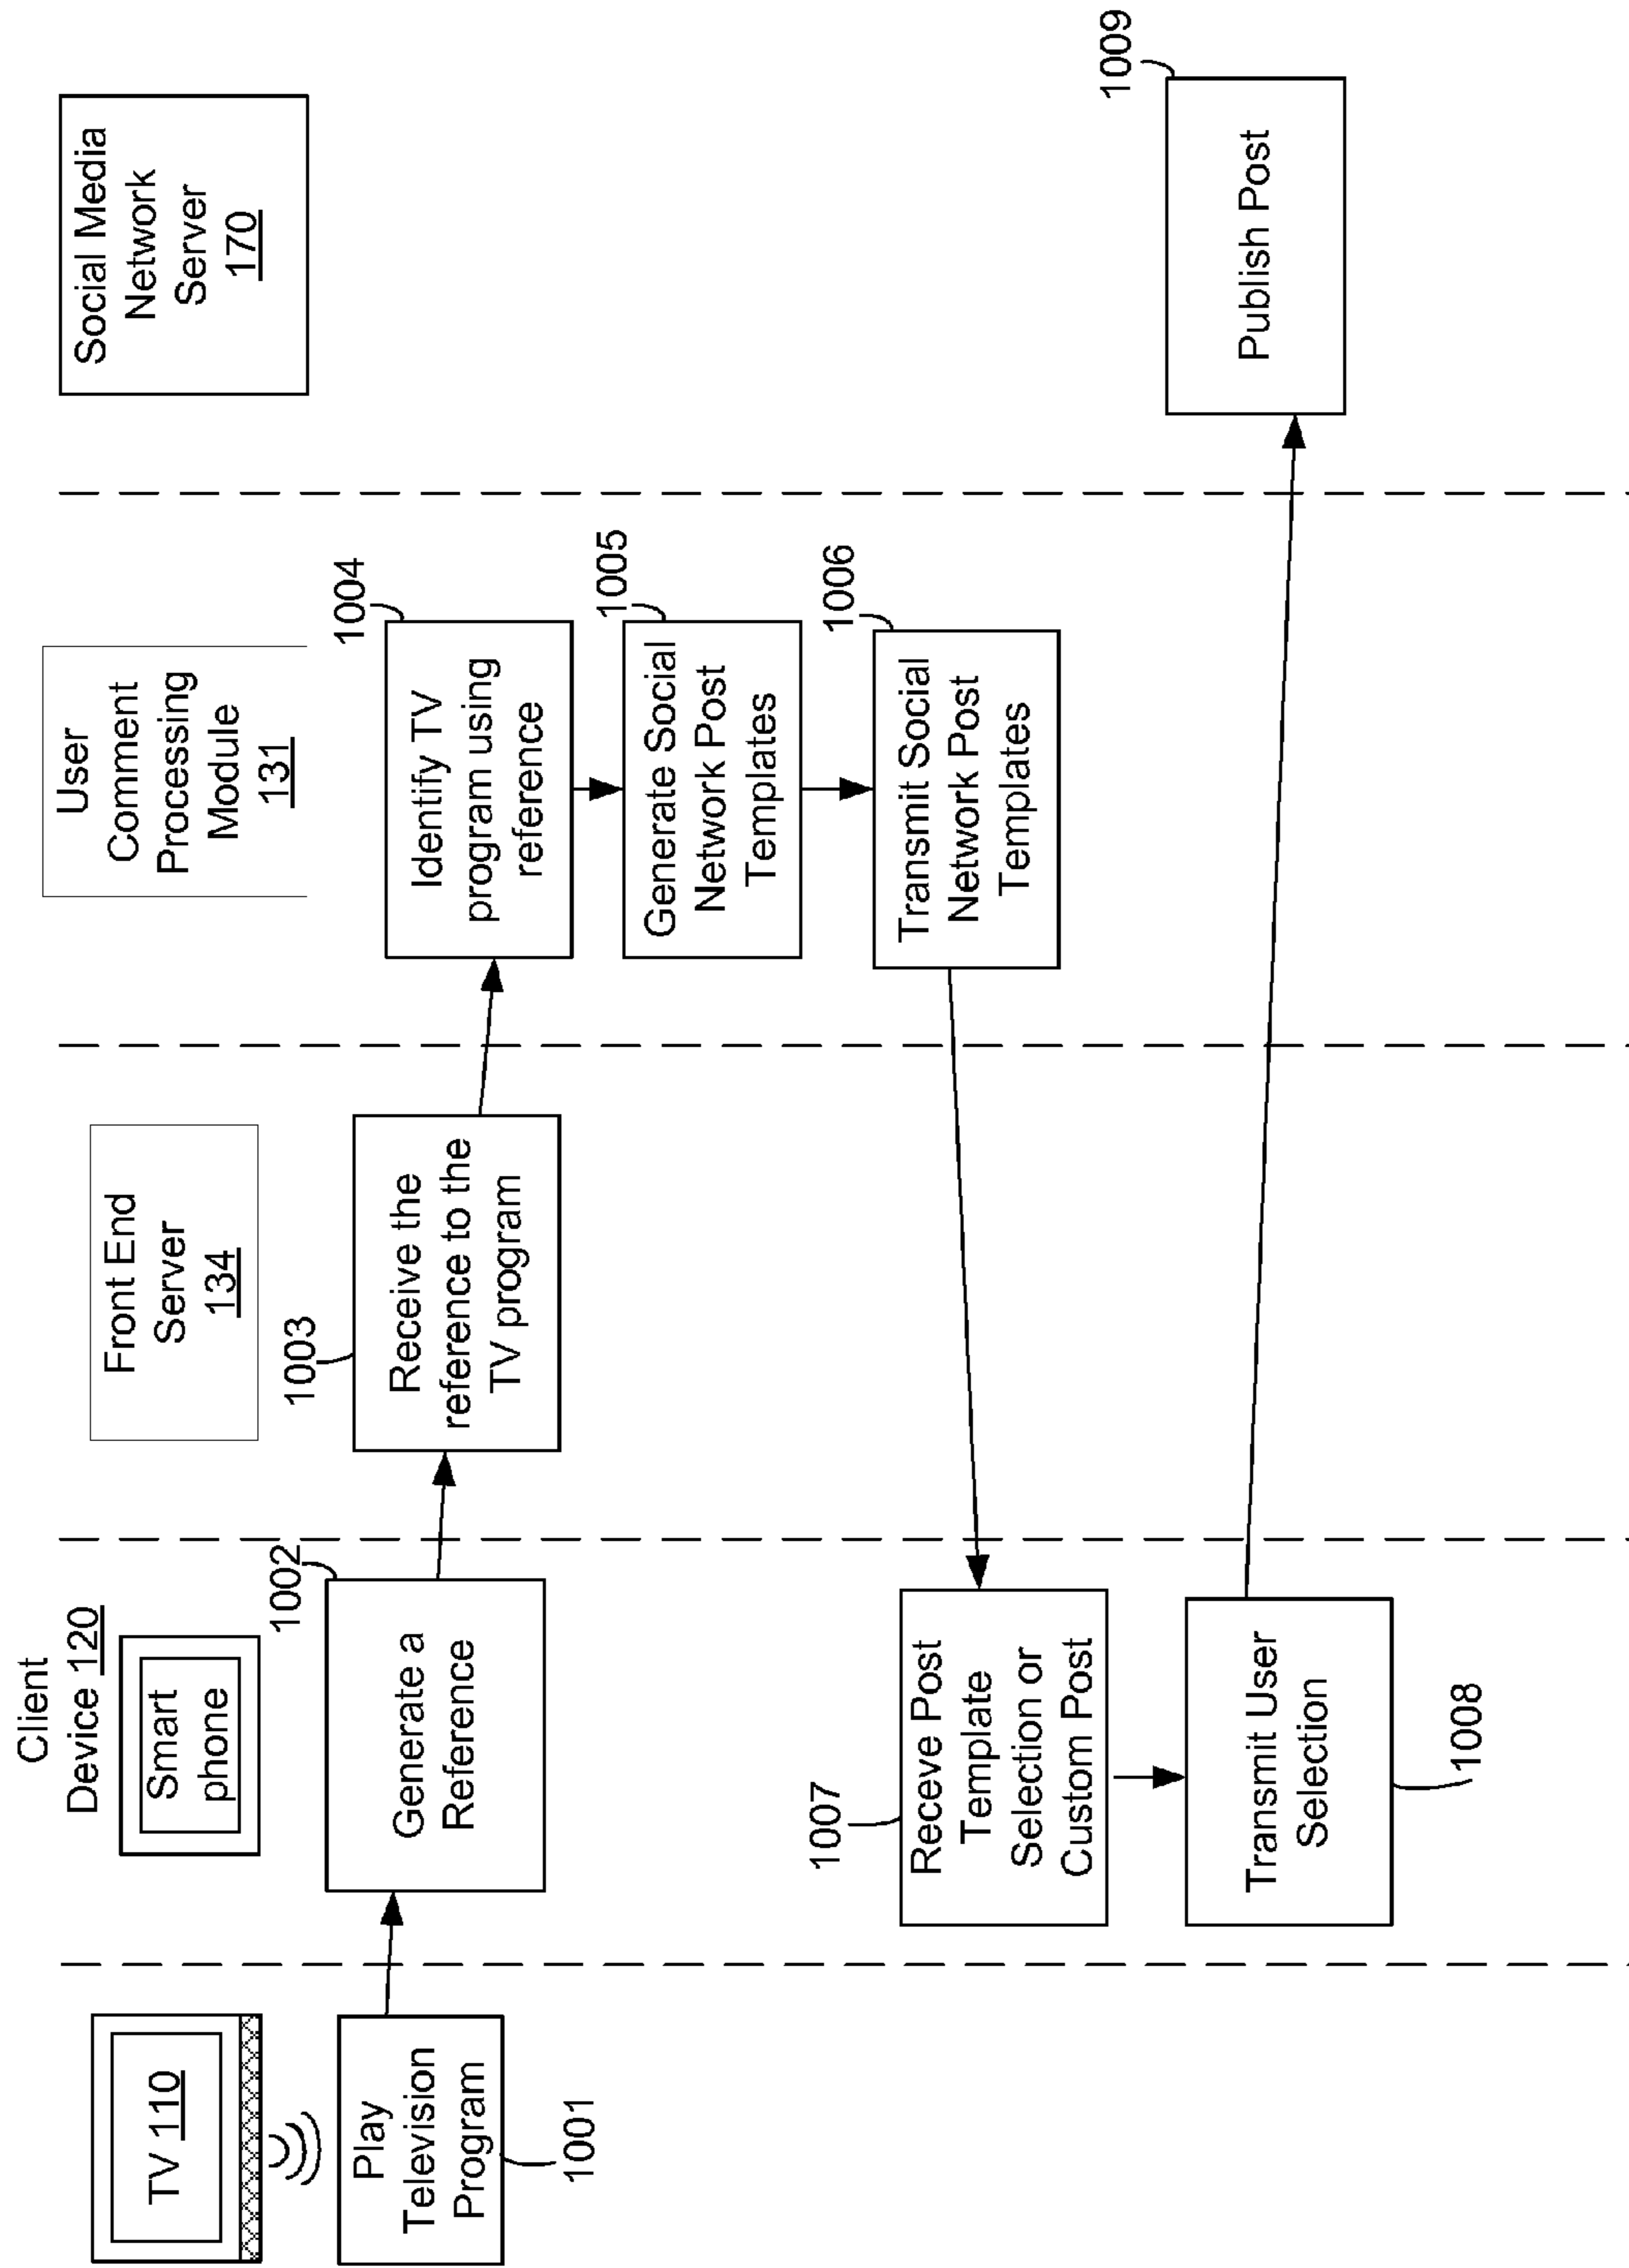 TV 110
Client
Device 120
Smart
phone
Front End
Server
134
User
Comment
Processing
Module
131
Social Media
Network
Server
170
Play
Television
Program
1001
Generate a
Reference
1002
Receive the
reference to the
TV program
1003
Identify TV
program using
reference
1004
Generate Social
Network Post
Templates
1005
Transmit Social
Network Post
Templates
1006
Receve Post
Template
Selection or
Custom Post
1007
Transmit User
Selection
1008
Publish Post
1009